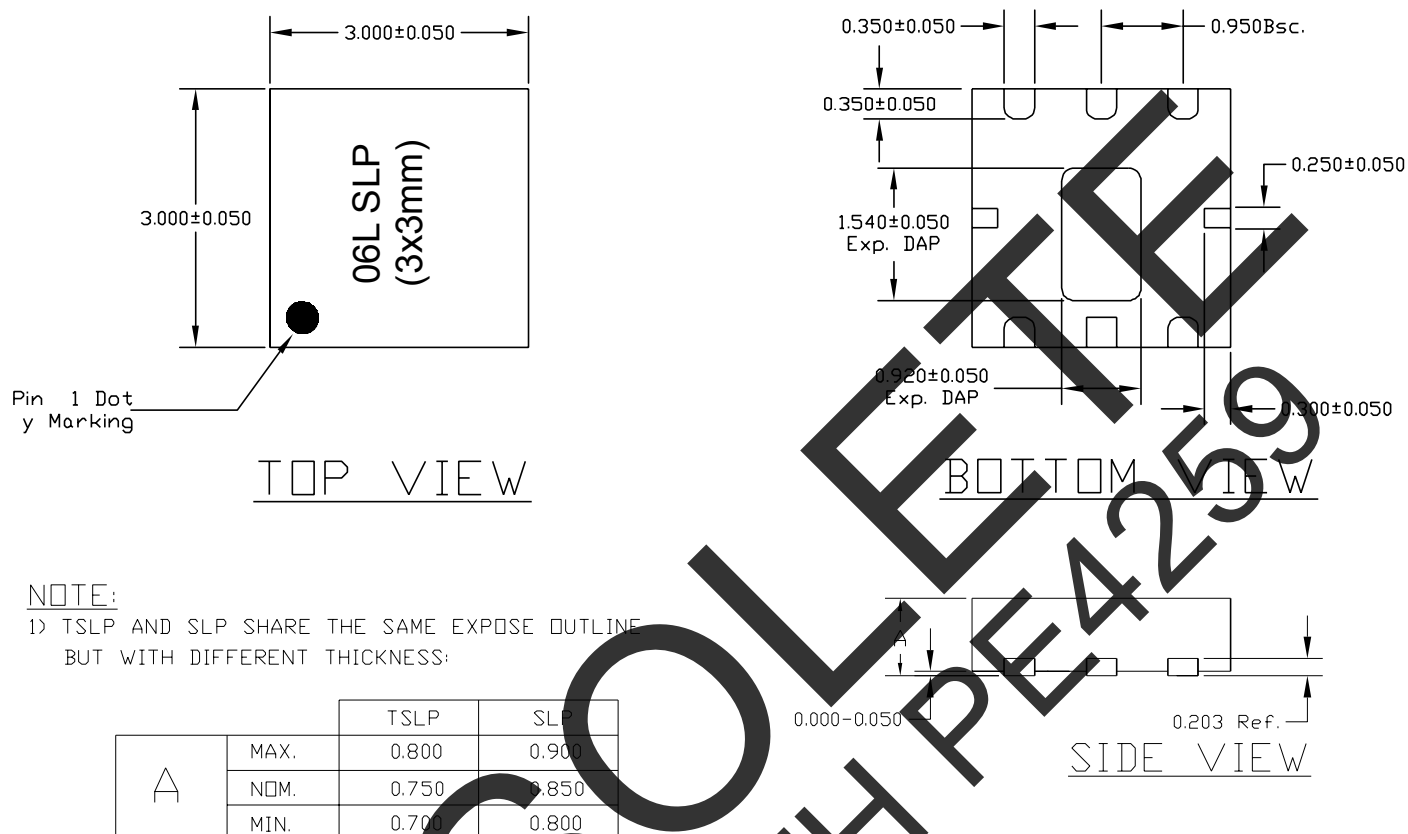 3.000±0.050
3.000±0.050
06L SLP
(3x3mm)
Pin 1 Dot
y Marking
TOP VIEW
0.350±0.050
0.950Bsc.
0.350±0.050
0.250±0.050
1.540±0.050
Exp. DAP
0.920±0.050
Exp. DAP
0.300±0.050
BOTTOM VIEW
NOTE:
1) TSLP AND SLP SHARE THE SAME EXPOSE OUTLINE
BUT WITH DIFFERENT THICKNESS:
TSLP SLP
A
MAX. 0.800 0.900
NOM. 0.750 0.850
MIN. 0.700 0.800
A
0.000-0.050
0.203 Ref.
SIDE VIEW
OLETE
H PE4259